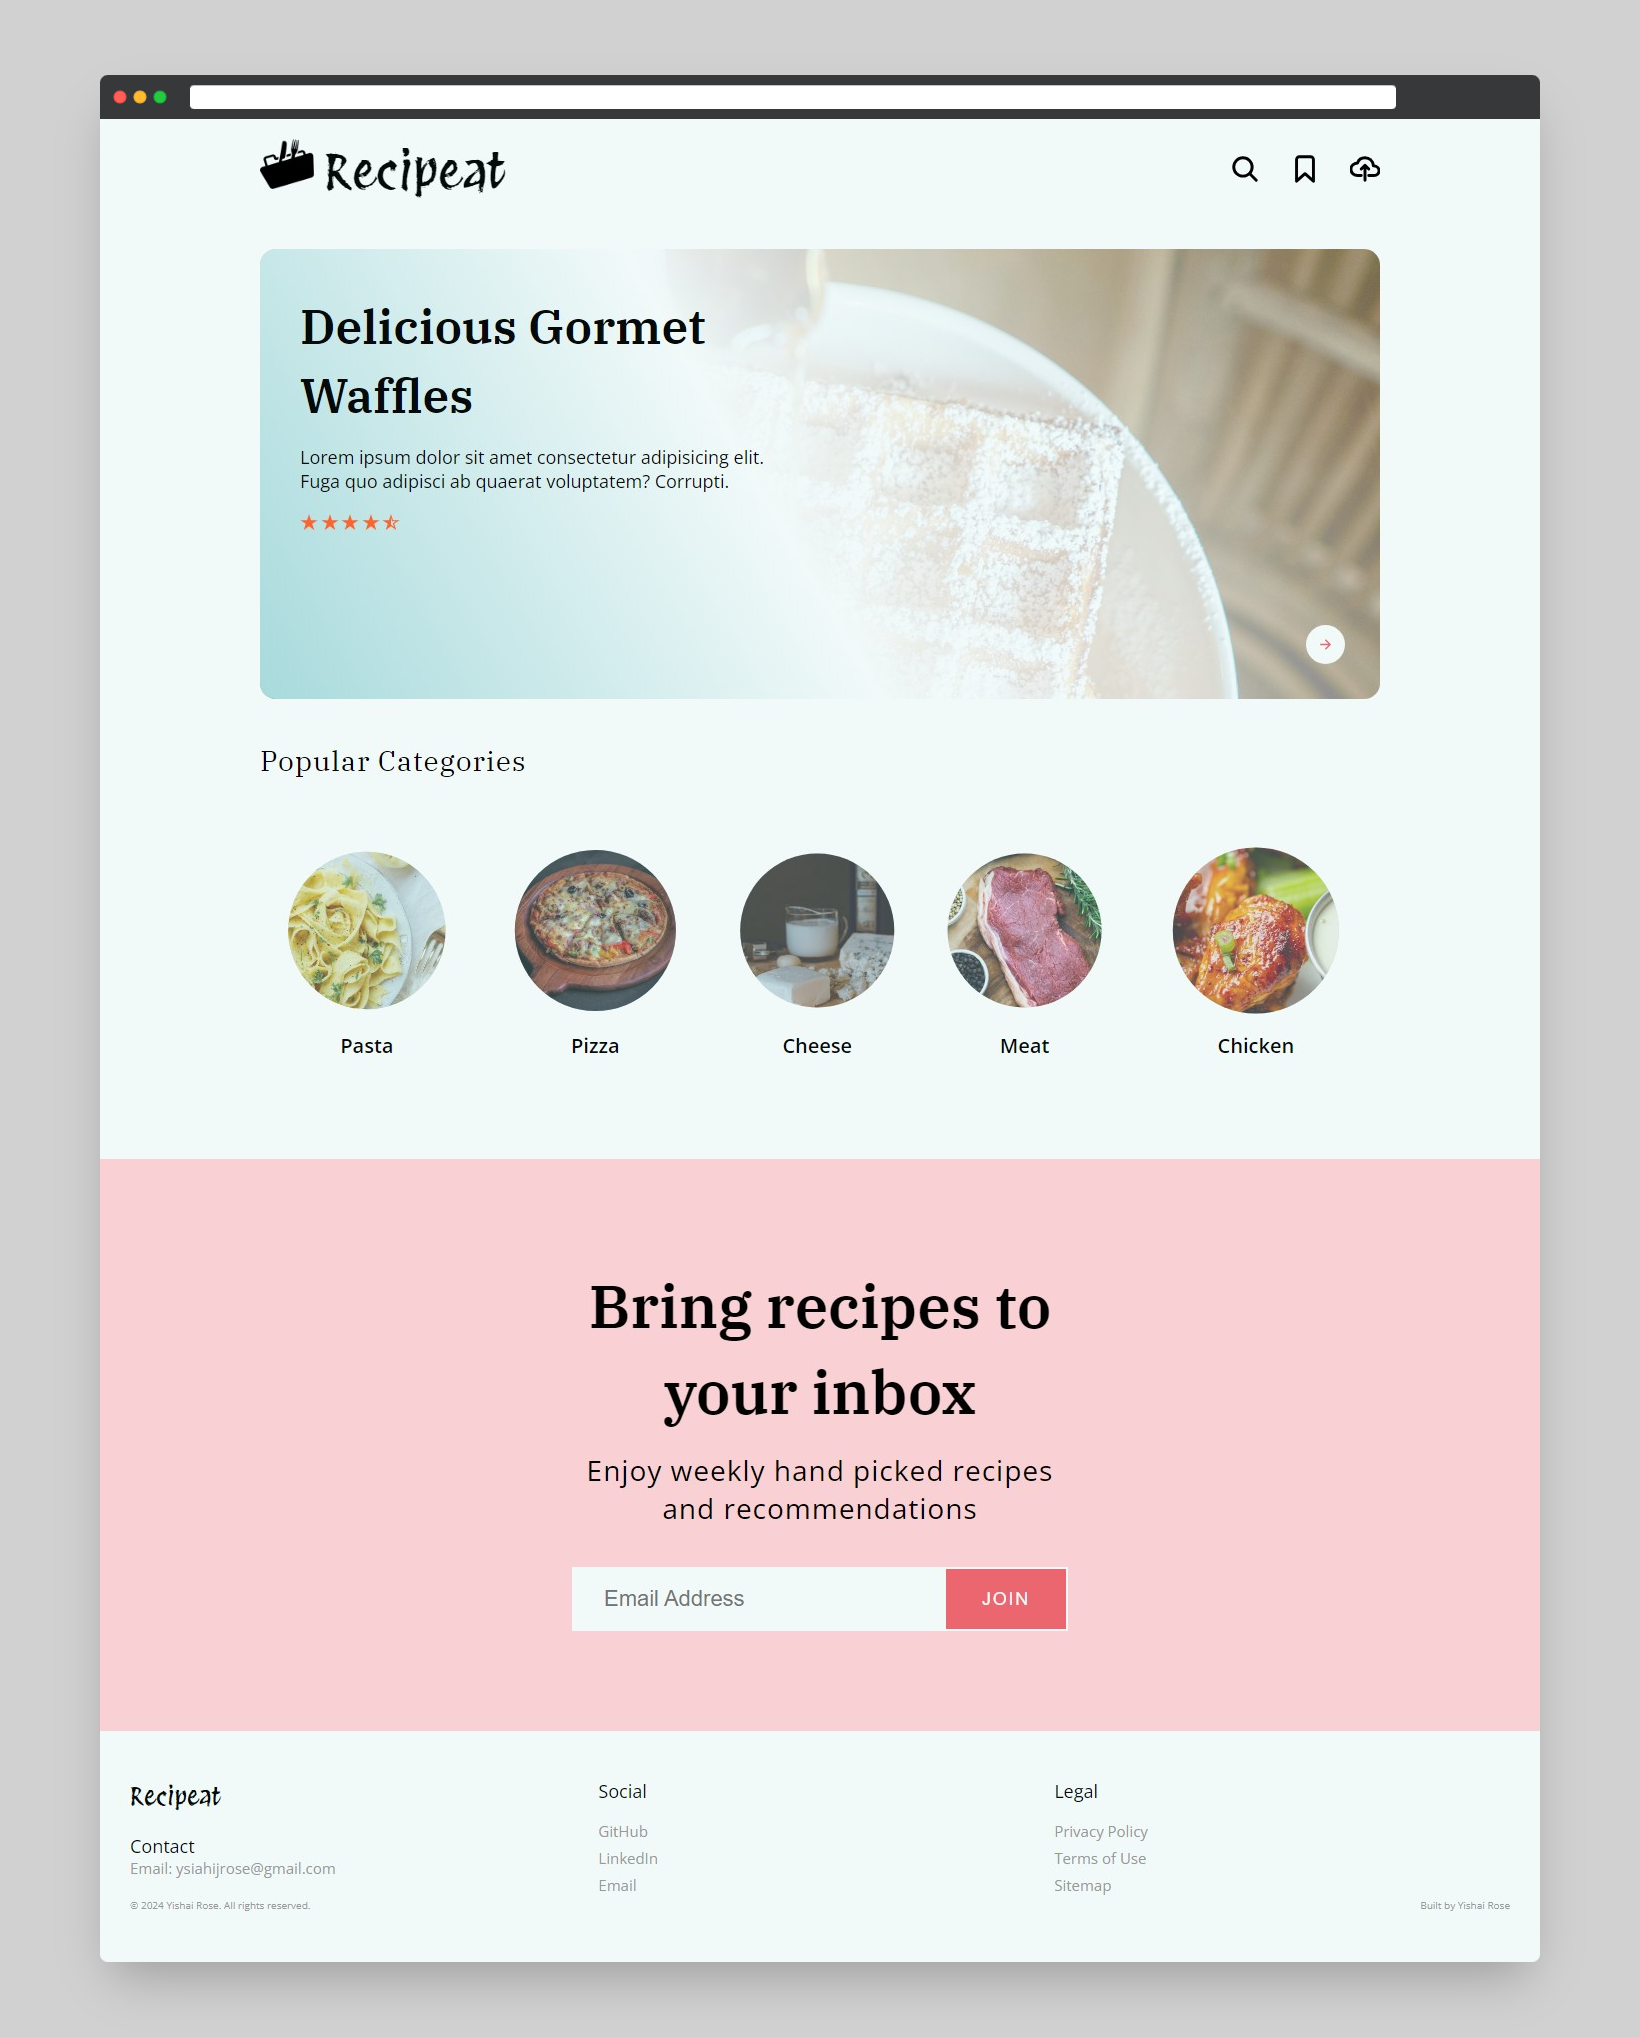 Recipeat
Delicious Gormet
Waffles
Lorem ipsum dolor sit amet consectetur adipisicing elit.
Fuga quo adipisci ab quaerat voluptatem? Corrupti.
Popular Categories
Pasta
Pizza
Cheese
Meat
Chicken
Bring recipes to
your inbox
Enjoy weekly hand picked recipes
and recommendations
Email Address
JOIN
Recipeat
Contact
Email: ysiahijrose@gmail.com
© 2024 Yishai Rose. All rights reserved.
Social
GitHub
LinkedIn
Email
Legal
Privacy Policy
Terms of Use
Sitemap
Built by Yishai Rose